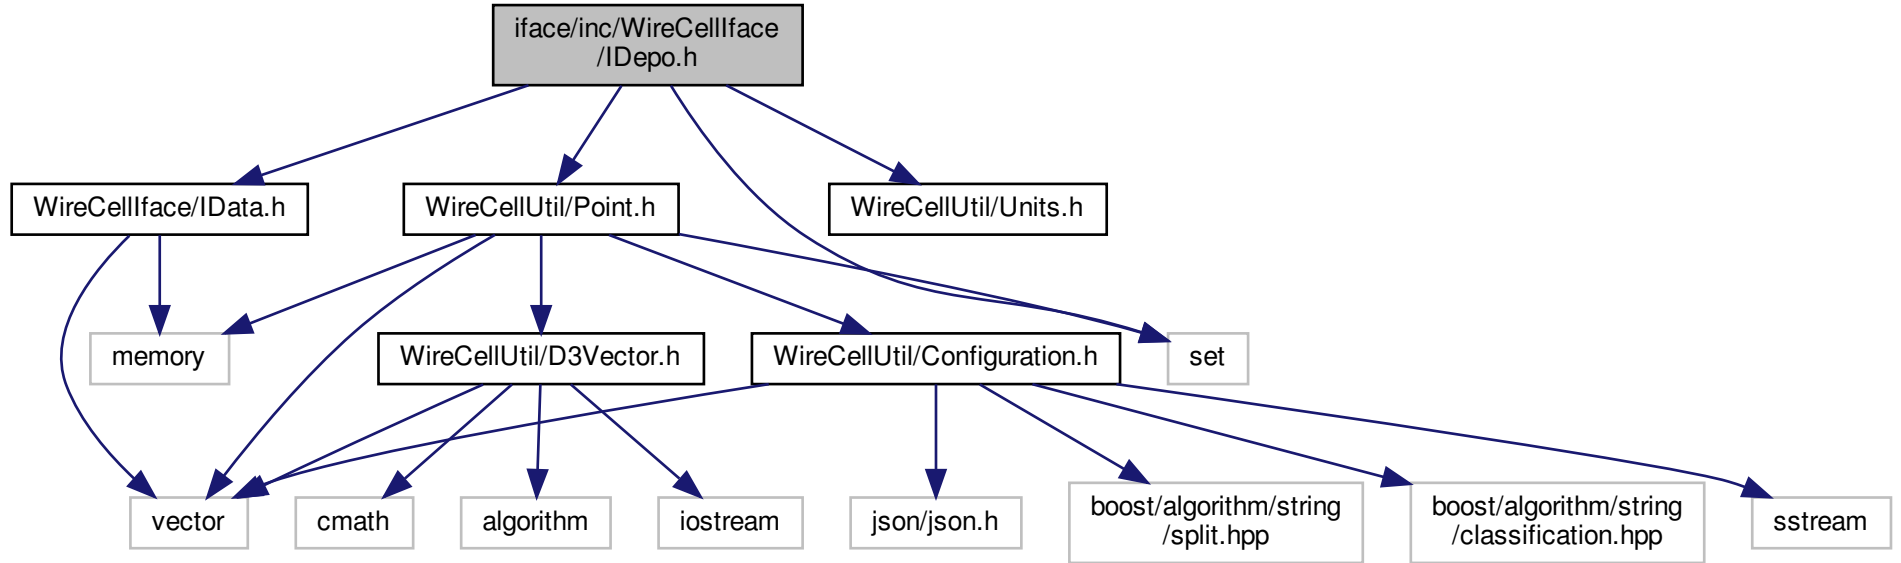 iface/inc/WireCellIface
/IDepo.h
WireCellIface/IData.h
WireCellUtil/Point.h
WireCellUtil/Units.h
memory
WireCellUtil/D3Vector.h
WireCellUtil/Configuration.h
set
vector
cmath
algorithm
iostream
json/json.h
boost/algorithm/string
/split.hpp
boost/algorithm/string
/classification.hpp
sstream